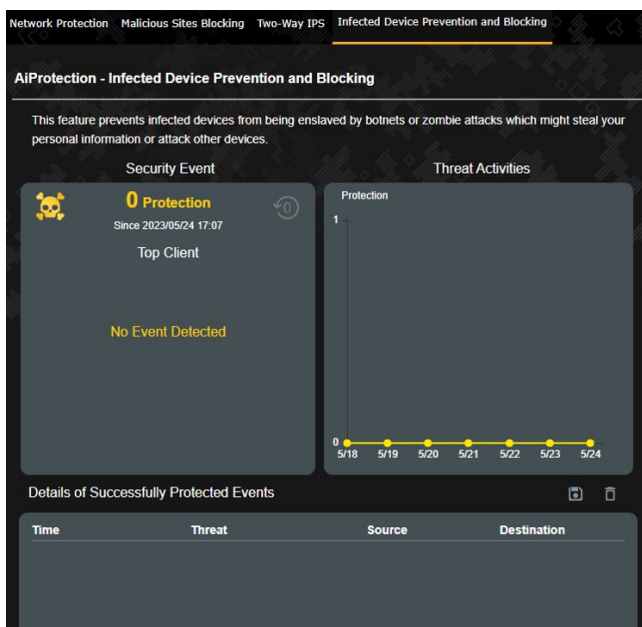 Network Protection Malicious Sites Blocking Two-Way IPS Infected Device Prevention and Blocking
AiProtection - Infected Device Prevention and Blocking
This feature prevents infected devices from being enslaved by botnets or zombie attacks which might steal your
personal information or attack other devices.
Security Event
0 Protection
0
Since 2023/05/24 17:07
Top Client
No Event Detected
Threat Activities
Protection
1
0
5/18 5/19 5/20 5/21 5/22 5/23 5/24
Details of Successfully Protected Events
Time Threat Source Destination